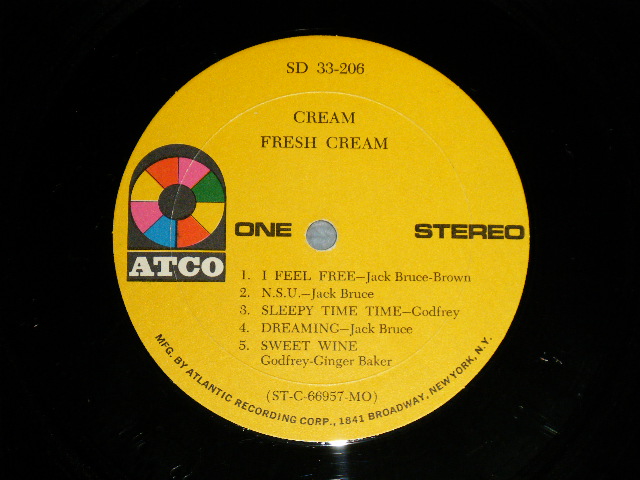 SD 33-206
CREAM
FRESH CREAM
ATCO
ONE
STEREO
1. I FEEL FREE—Jack Bruce-Brown
2. N.S.U.—Jack Bruce
3. SLEEPY TIME TIME—Godfrey
4. DREAMING—Jack Bruce
5. SWEET WINE
Godfrey-Ginger Baker
(ST-C-66957-MO)
MFG. BY ATLANTIC RECORDING CORP., 1841 BROADWAY, NEW YORK, N.Y.